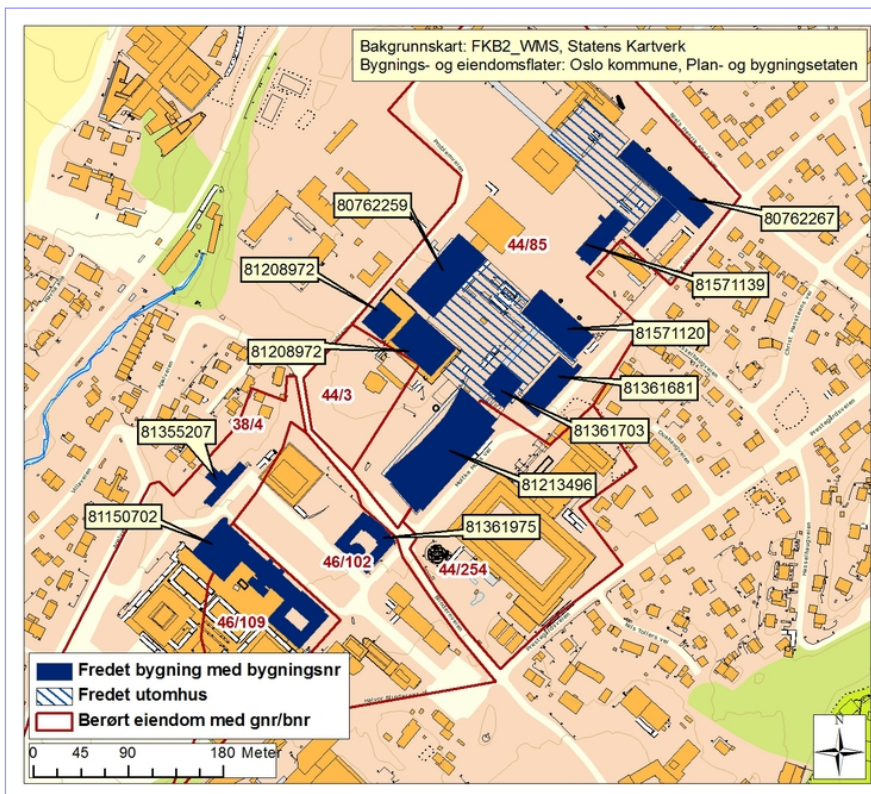 Bakgrunnskart: FKB2_WMS, Statens Kartverk
Bygnings- og eiendomsflater: Oslo kommune, Plan- og bygningsetaten
80762259
80762267
44/85
81208972
81571139
81571120
81208972
81361681
44/3
38/4
81361703
81355207
81213496
81150702
81361975
46/102
44/254
46/109
Problemveien
Prestegårdsveien
Fredet bygning med bygningsnr
Fredet utomhus
Berørt eiendom med gnr/bnr
0 45 90 180 Meter
N